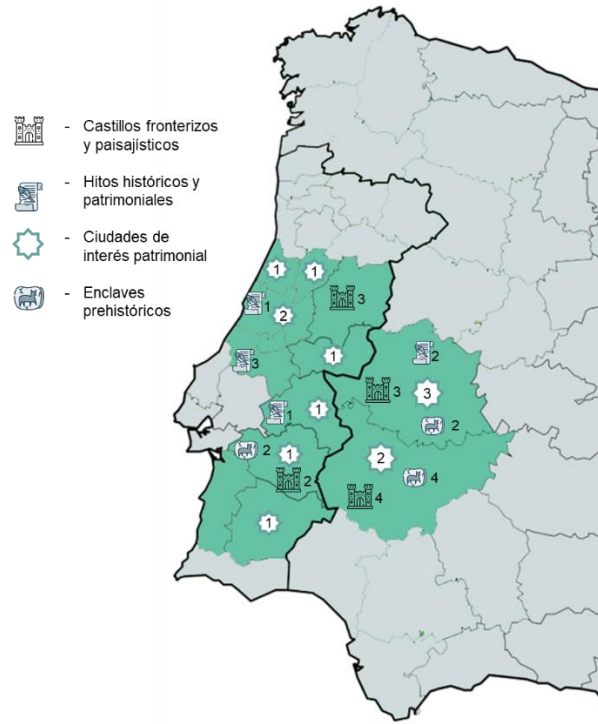 - Castillos fronterizos
y paisajísticos
- Hitos históricos y
patrimoniales
- Ciudades de
interés patrimonial
- Enclaves
prehistóricos
1
1
3
1
2
1
3
2
3
3
2
1
1
2
1
2
2
4
4
1